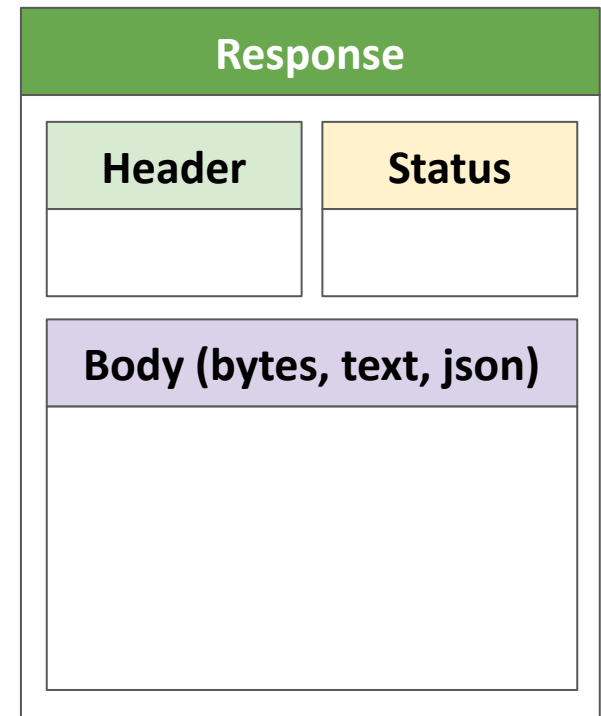 Response
Header
Status
Body (bytes, text, json)